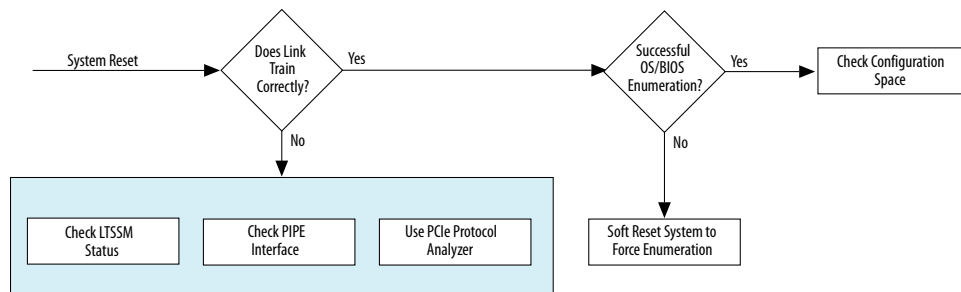 System Reset
Does Link
Train
Correctly?
Yes
No
Successful
OS/BIOS
Enumeration?
Yes
No
Check Configuration
Space
Check LTSSM
Status
Check PIPE
Interface
Use PCIe Protocol
Analyzer
Soft Reset System to
Force Enumeration